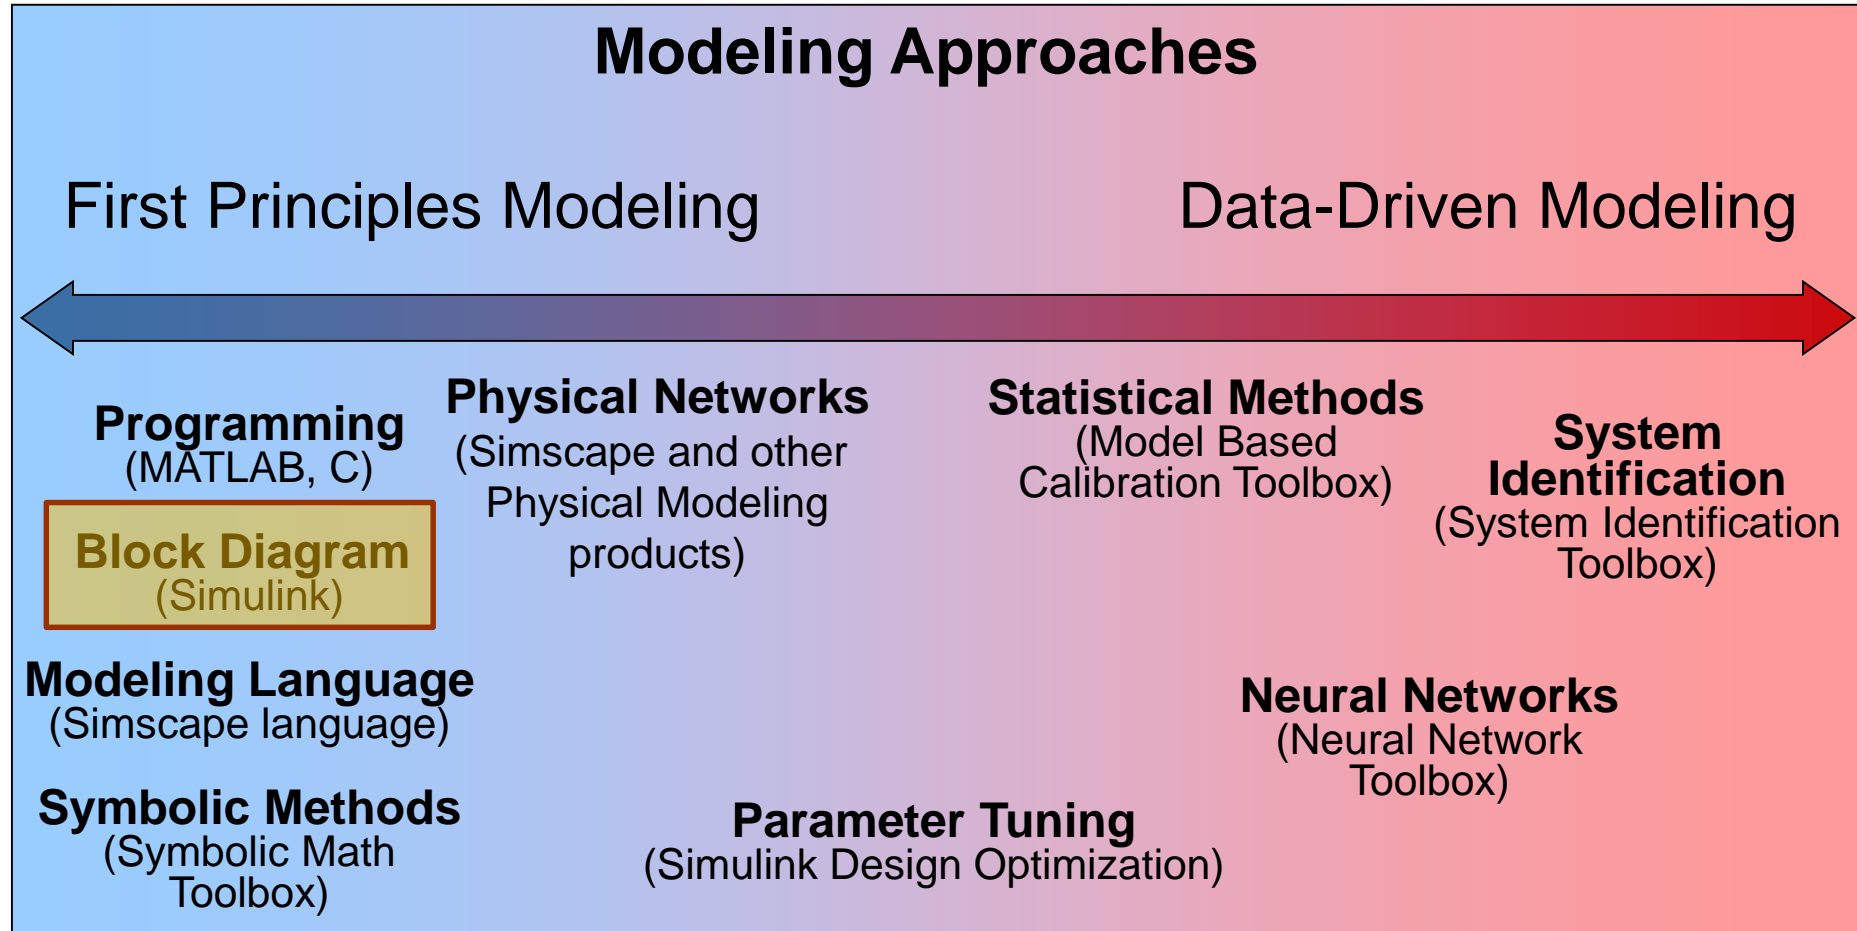 Modeling Approaches
First Principles Modeling
Data-Driven Modeling
Programming
(MATLAB, C)
Block Diagram
(Simulink)
Modeling Language
(Simscape language)
Symbolic Methods
(Symbolic Math
Toolbox)
Physical Networks
(Simscape and other
Physical Modeling
products)
Parameter Tuning
(Simulink Design Optimization)
Statistical Methods
(Model Based
Calibration Toolbox)
Neural Networks
(Neural Network
Toolbox)
System
Identification
(System Identification
Toolbox)